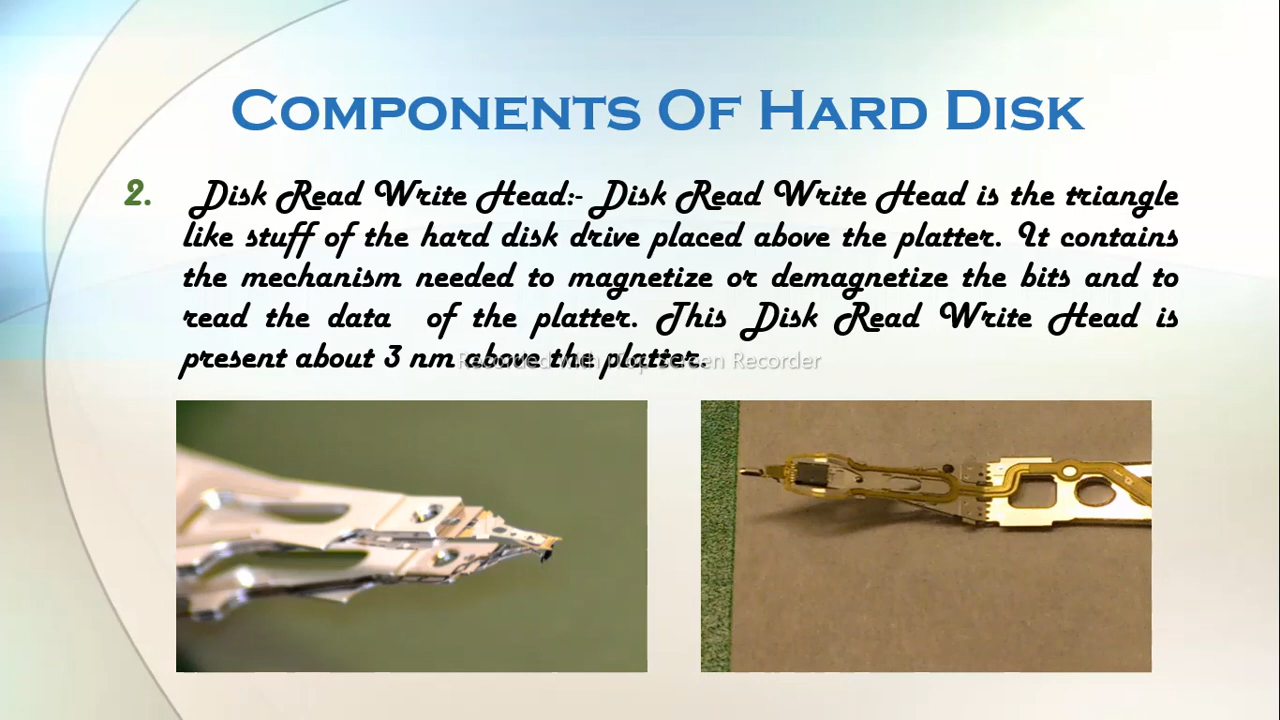 Components Of Hard Disk
2. Disk Read Write Head:- Disk Read Write Head is the triangle
like stuff of the hard disk drive placed above the platter. It contains
the mechanism needed to magnetize or demagnetize the bits and to
read the data of the platter. This Disk Read Write Head is
present about 3 nm above the platter.
Recorded with iTop Screen Recorder